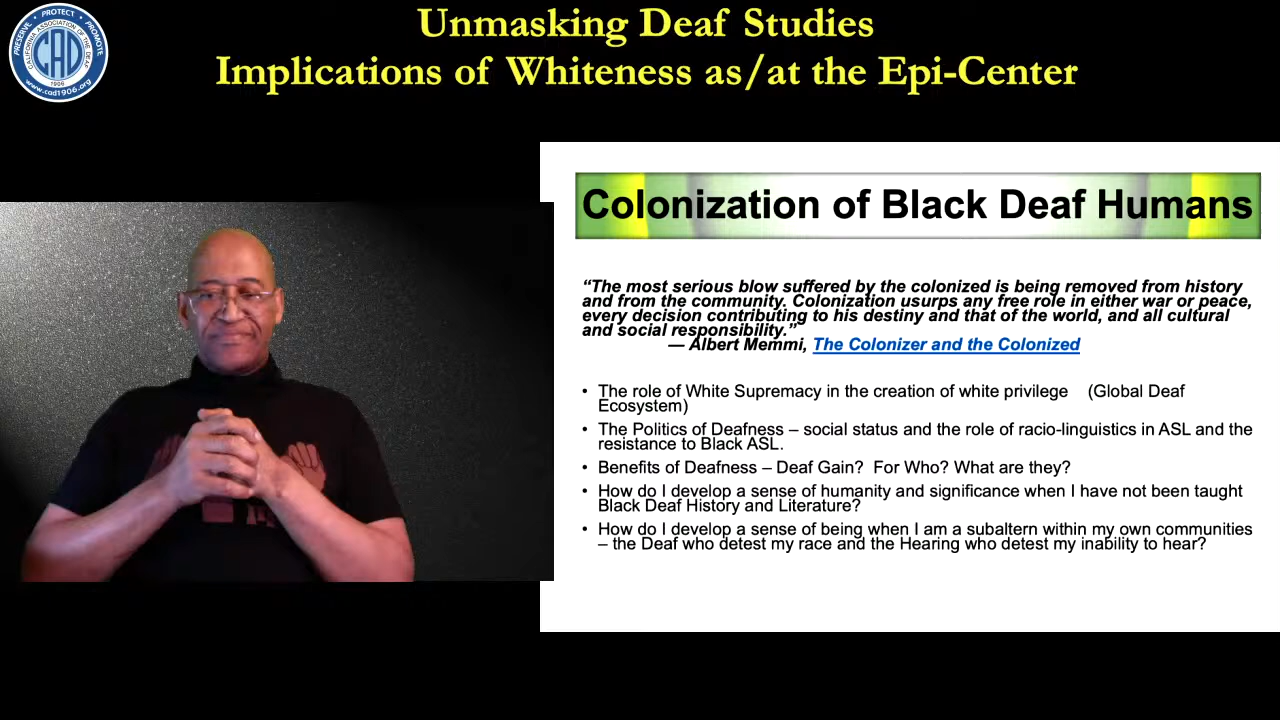 Unmasking Deaf Studies
Implications of Whiteness as/at the Epi-Center
PRESERVE • PROTECT • PROMOTE
CALIFORNIA ASSOCIATION OF THE DEAF
CAD
1906
www.cad1906.org
Colonization of Black Deaf Humans
“The most serious blow suffered by the colonized is being removed from history
and from the community. Colonization usurps any free role in either war or peace,
every decision contributing to his destiny and that of the world, and all cultural
and social responsibility.”
― Albert Memmi, The Colonizer and the Colonized
• The role of White Supremacy in the creation of white privilege (Global Deaf
Ecosystem)
• The Politics of Deafness – social status and the role of racio-linguistics in ASL and the
resistance to Black ASL.
• Benefits of Deafness – Deaf Gain? For Who? What are they?
• How do I develop a sense of humanity and significance when I have not been taught
Black Deaf History and Literature?
• How do I develop a sense of being when I am a subaltern within my own communities
– the Deaf who detest my race and the Hearing who detest my inability to hear?